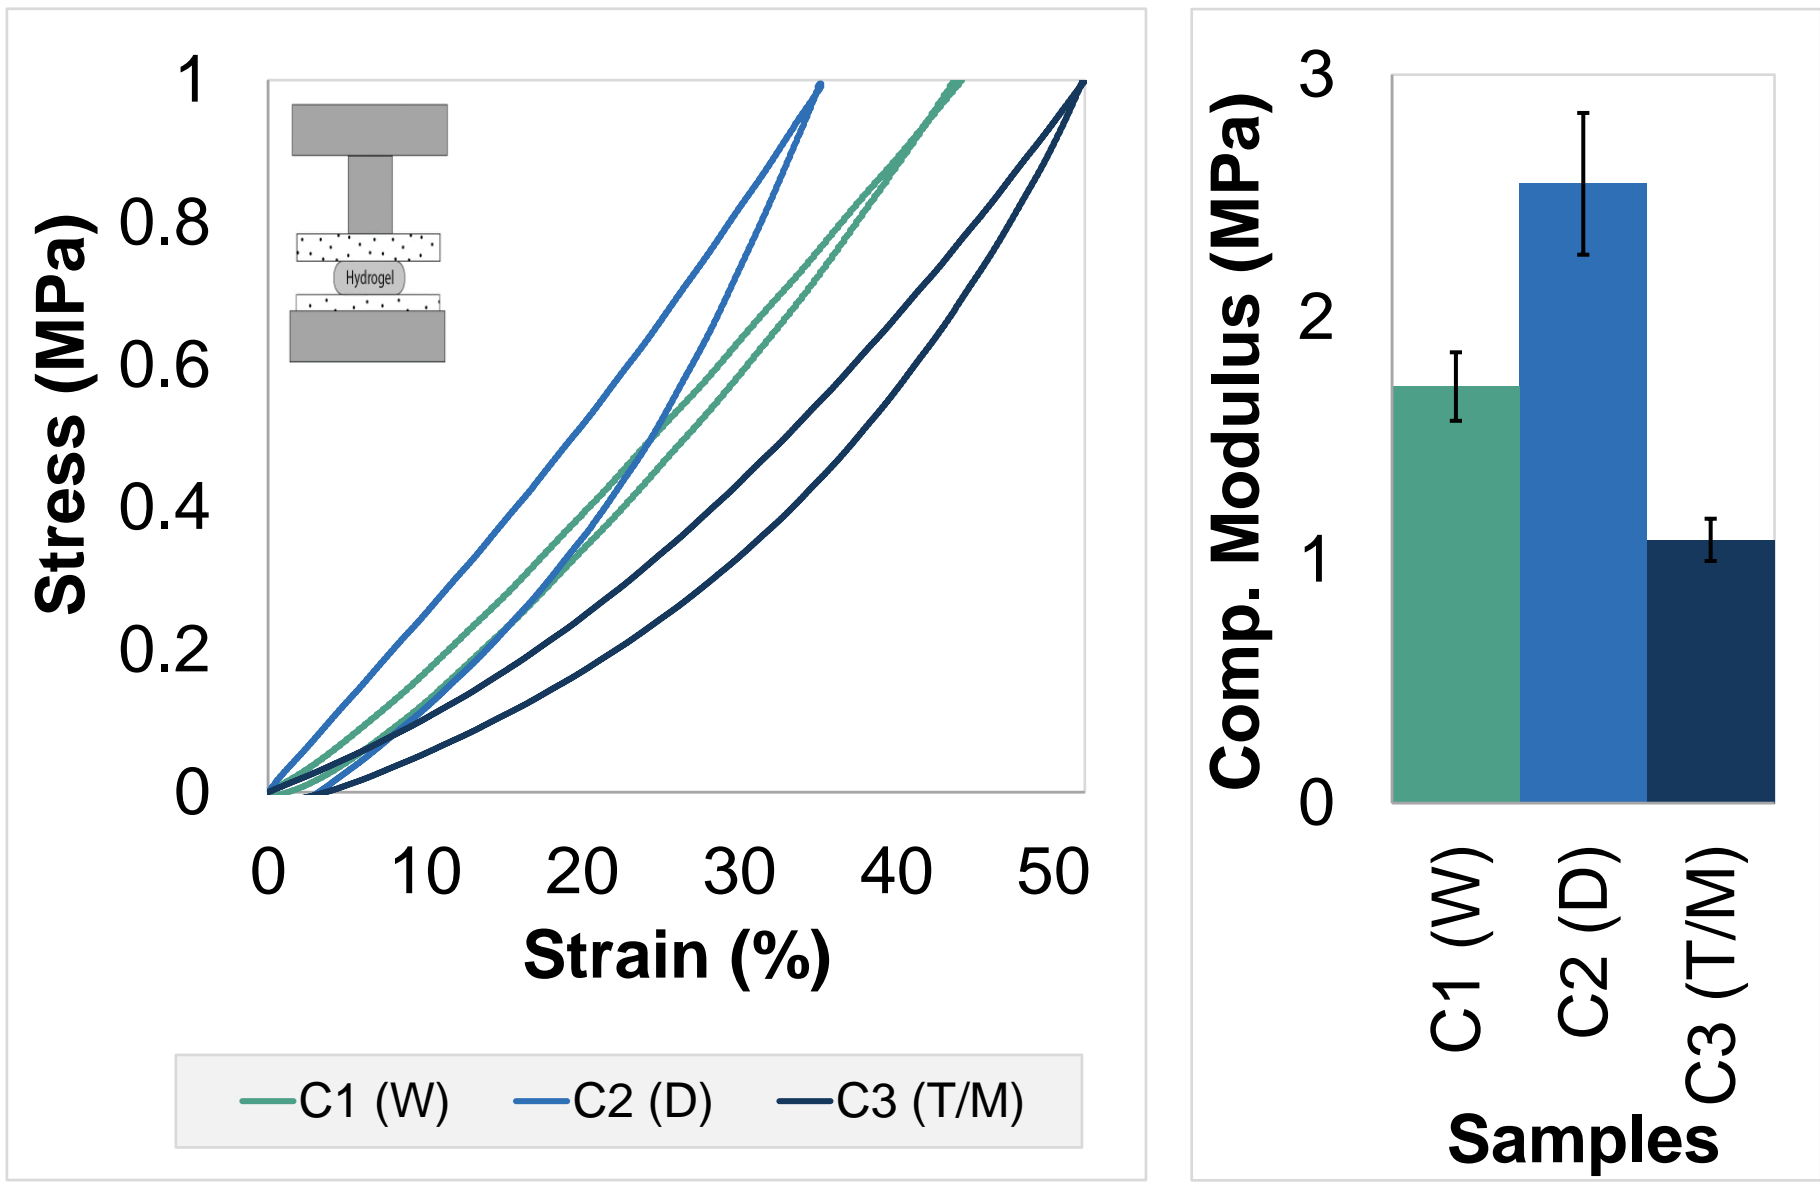 Stress (MPa)
1
0.8
0.6
0.4
0.2
0
Hydrogel
0 10 20 30 40 50
Strain (%)
C1 (W) C2 (D) C3 (T/M)
Comp. Modulus (MPa)
3
2
1
0
C1 (W)
C2 (D)
C3 (T/M)
Samples